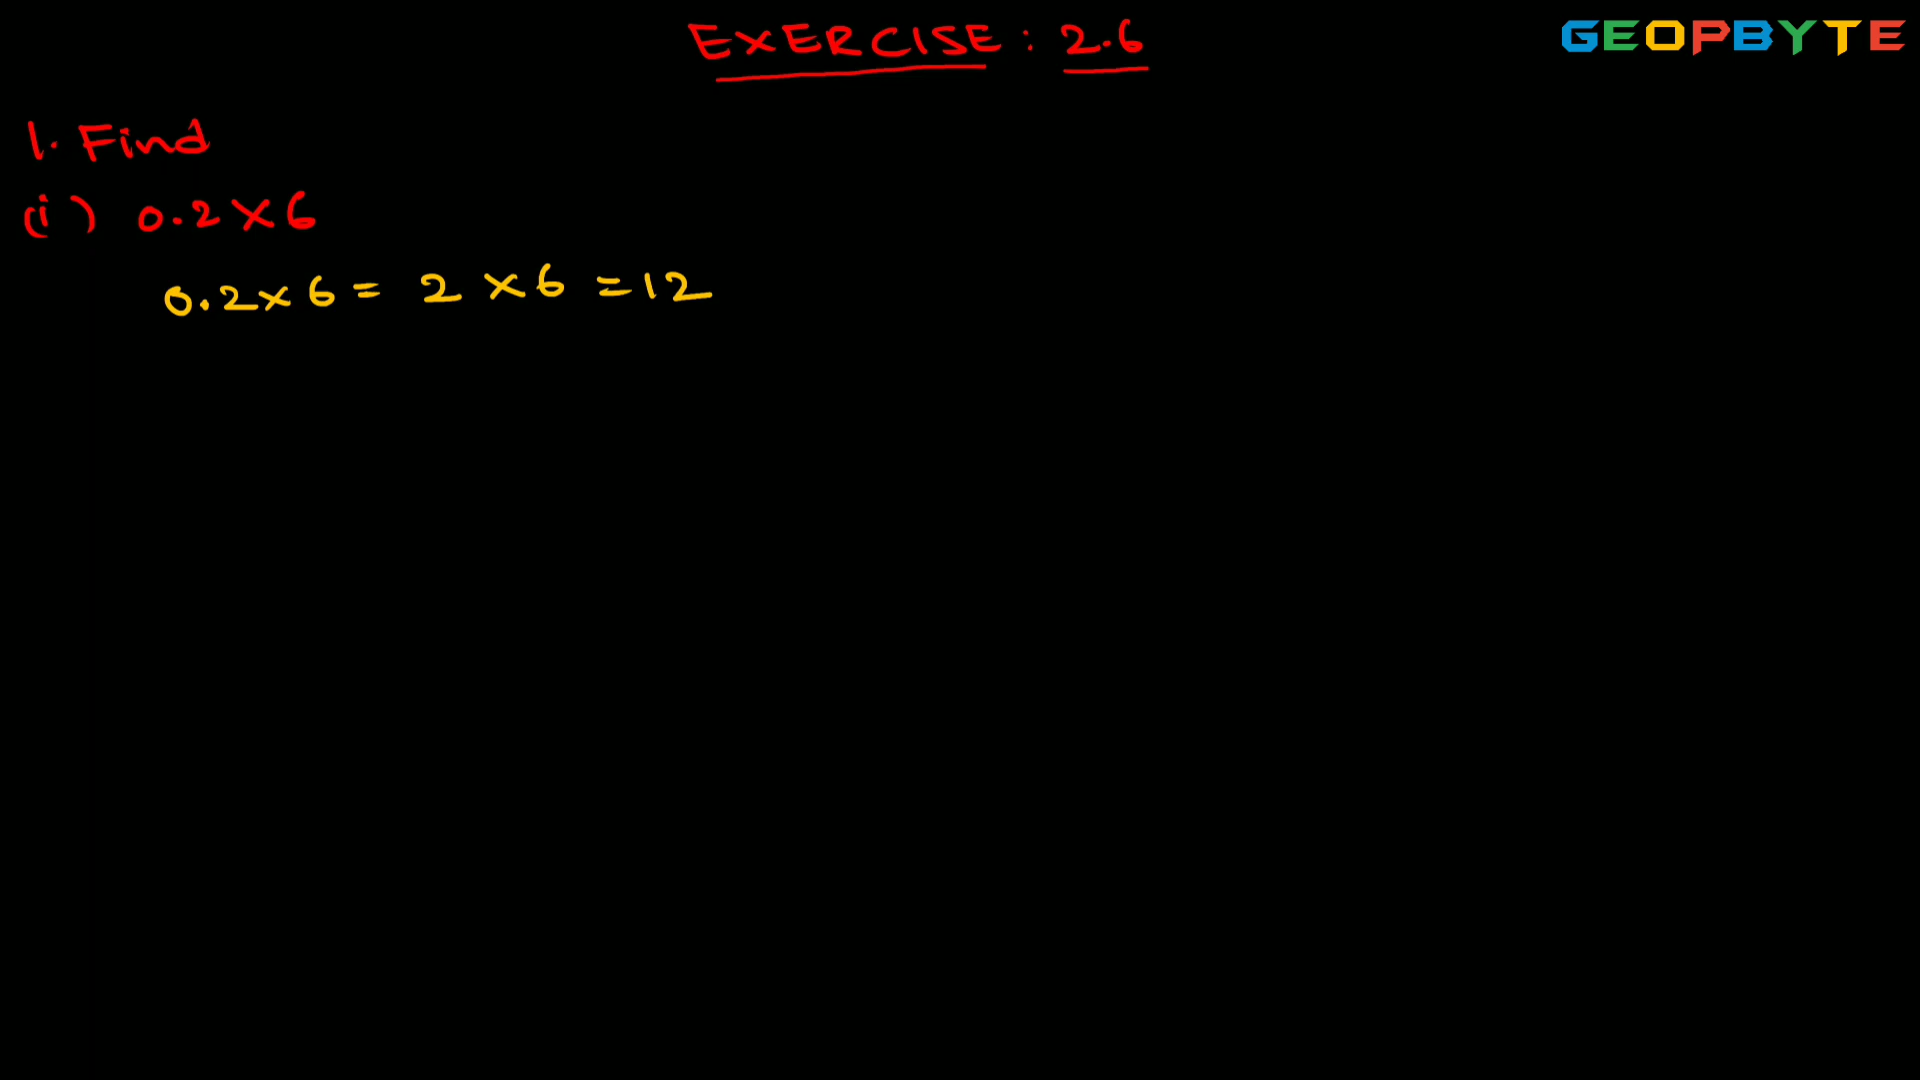 EXERCISE : 2.6
GEOPBYTE
1. Find
(i) 0.2 × 6
0.2 × 6 = 2 × 6 = 12